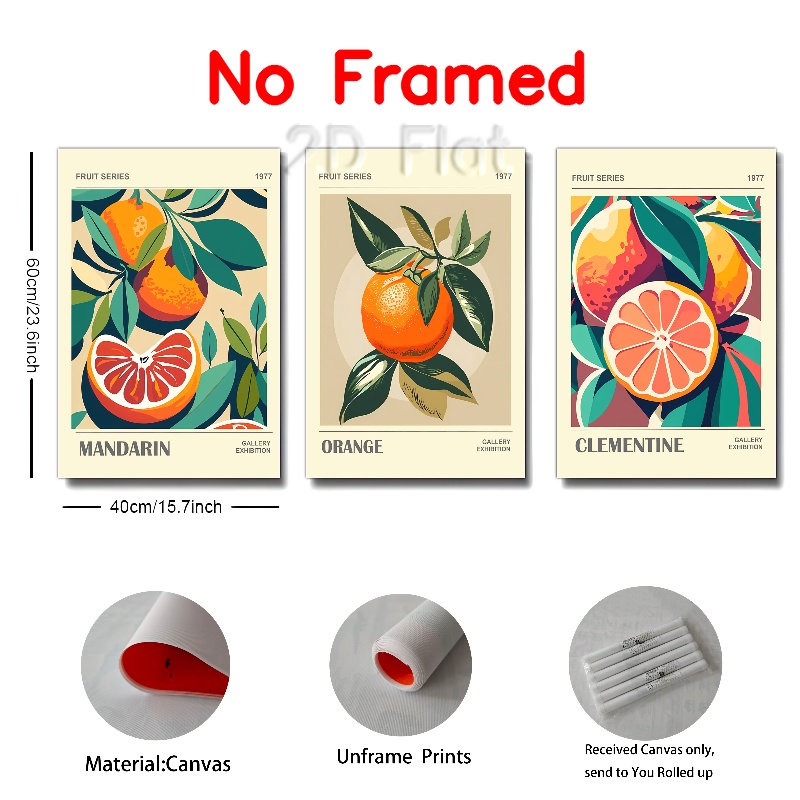 No Framed
2D Flat
FRUIT SERIES 1977
FRUIT SERIES 1977
FRUIT SERIES 1977
60cm/23.6inch
MANDARIN
GALLERY
EXHIBITION
ORANGE
GALLERY
EXHIBITION
CLEMENTINE
GALLERY
EXHIBITION
40cm/15.7inch
Material:Canvas
Unframe Prints
Received Canvas only,
send to You Rolled up